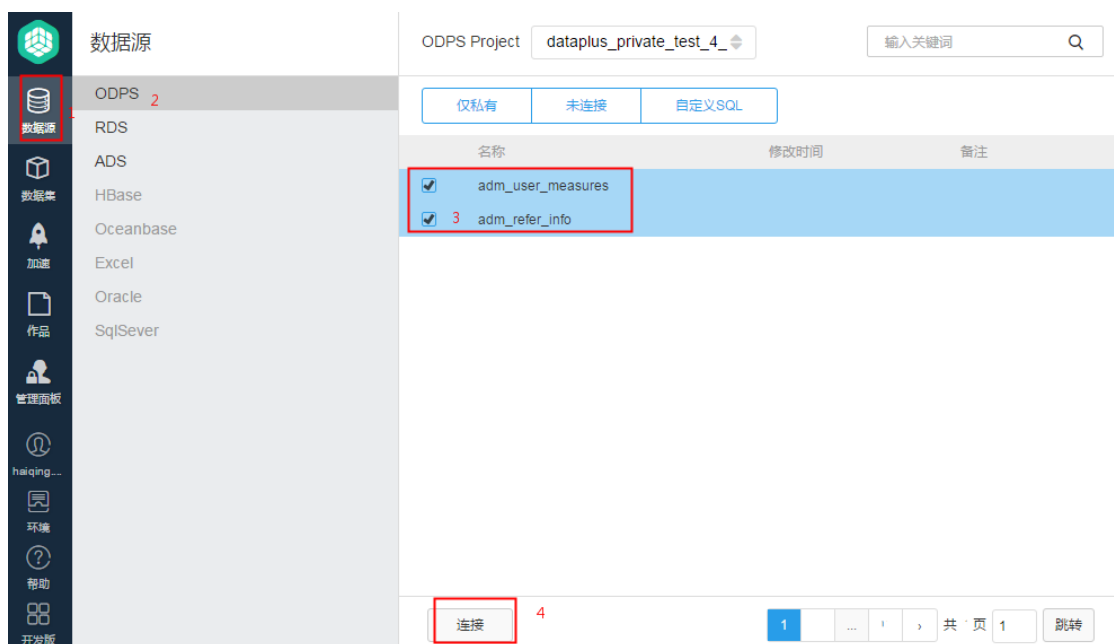 数据源
ODPS Project dataplus_private_test_4_
输入关键词
数据源
1
数据集
加速
作品
管理面板
haiqing....
环境
帮助
开发版
ODPS 2
RDS
ADS
HBase
Oceanbase
Excel
Oracle
SqlSever
仅私有 未连接 自定义SQL
名称 修改时间 备注
adm_user_measures
3 adm_refer_info
连接 4
1 ... › 共 页 1 跳转